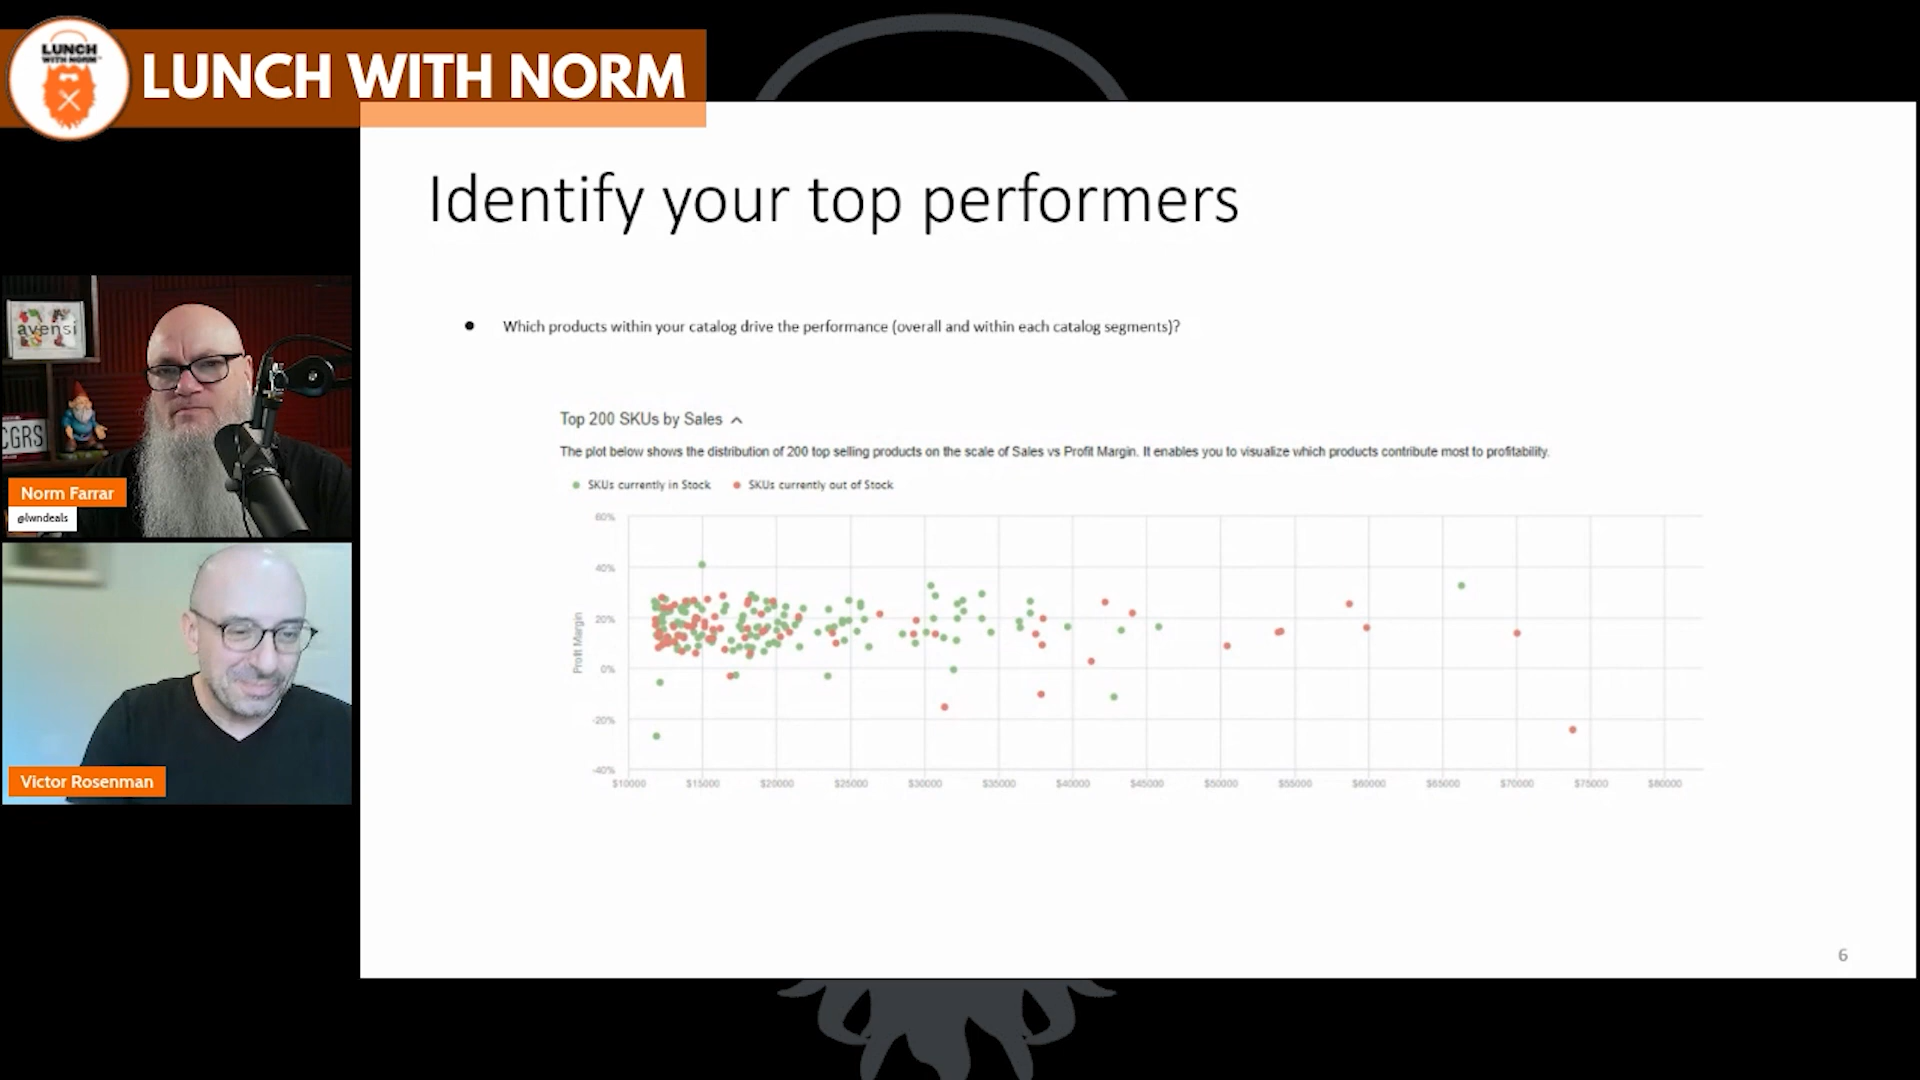 LUNCH
WITH NORM
LUNCH WITH NORM
Identify your top performers
avensi
CGRS
Norm Farrar
@lwndeals
Victor Rosenman
Which products within your catalog drive the performance (overall and within each catalog segments)?
Top 200 SKUs by Sales
The plot below shows the distribution of 200 top selling products on the scale of Sales vs Profit Margin. It enables you to visualize which products contribute most to profitability.
SKUs currently in Stock
SKUs currently out of Stock
Profit Margin
60%
40%
20%
0%
-20%
-40%
$10000 $15000 $20000 $25000 $30000 $35000 $40000 $45000 $50000 $55000 $60000 $65000 $70000 $75000 $80000
6